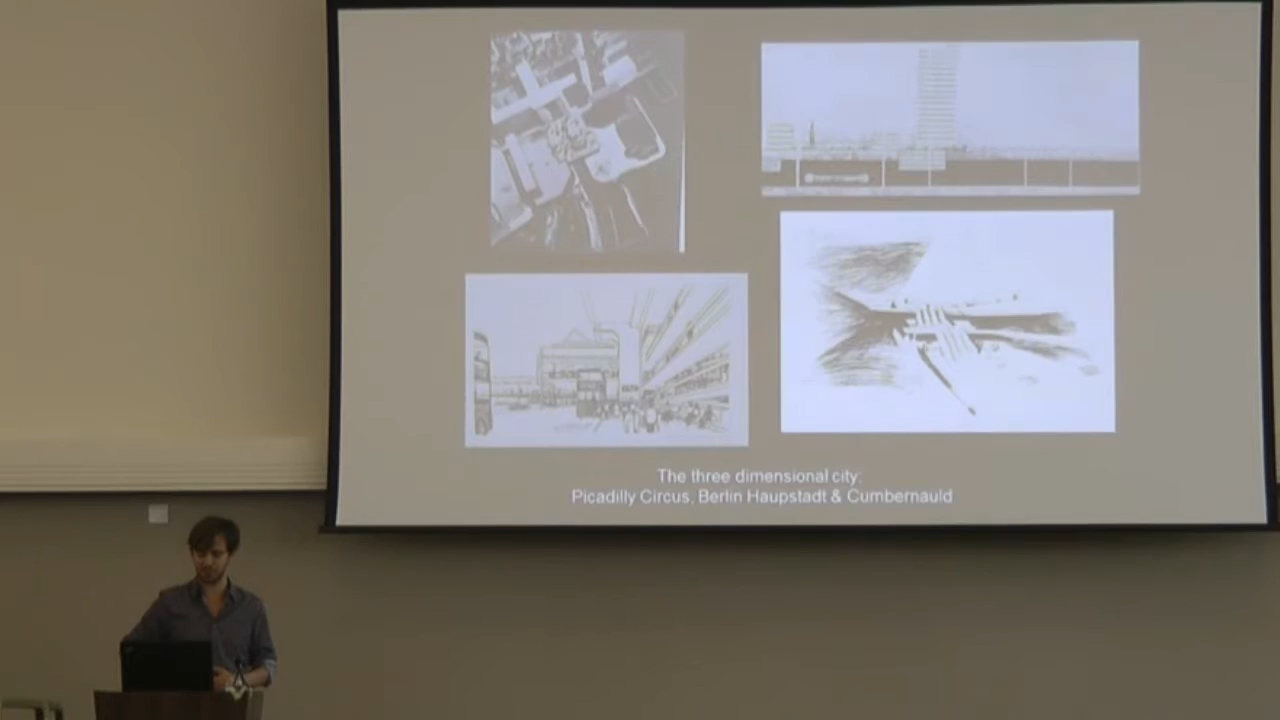 The three dimensional city:
Picadilly Circus, Berlin Haupstadt & Cumbernauld